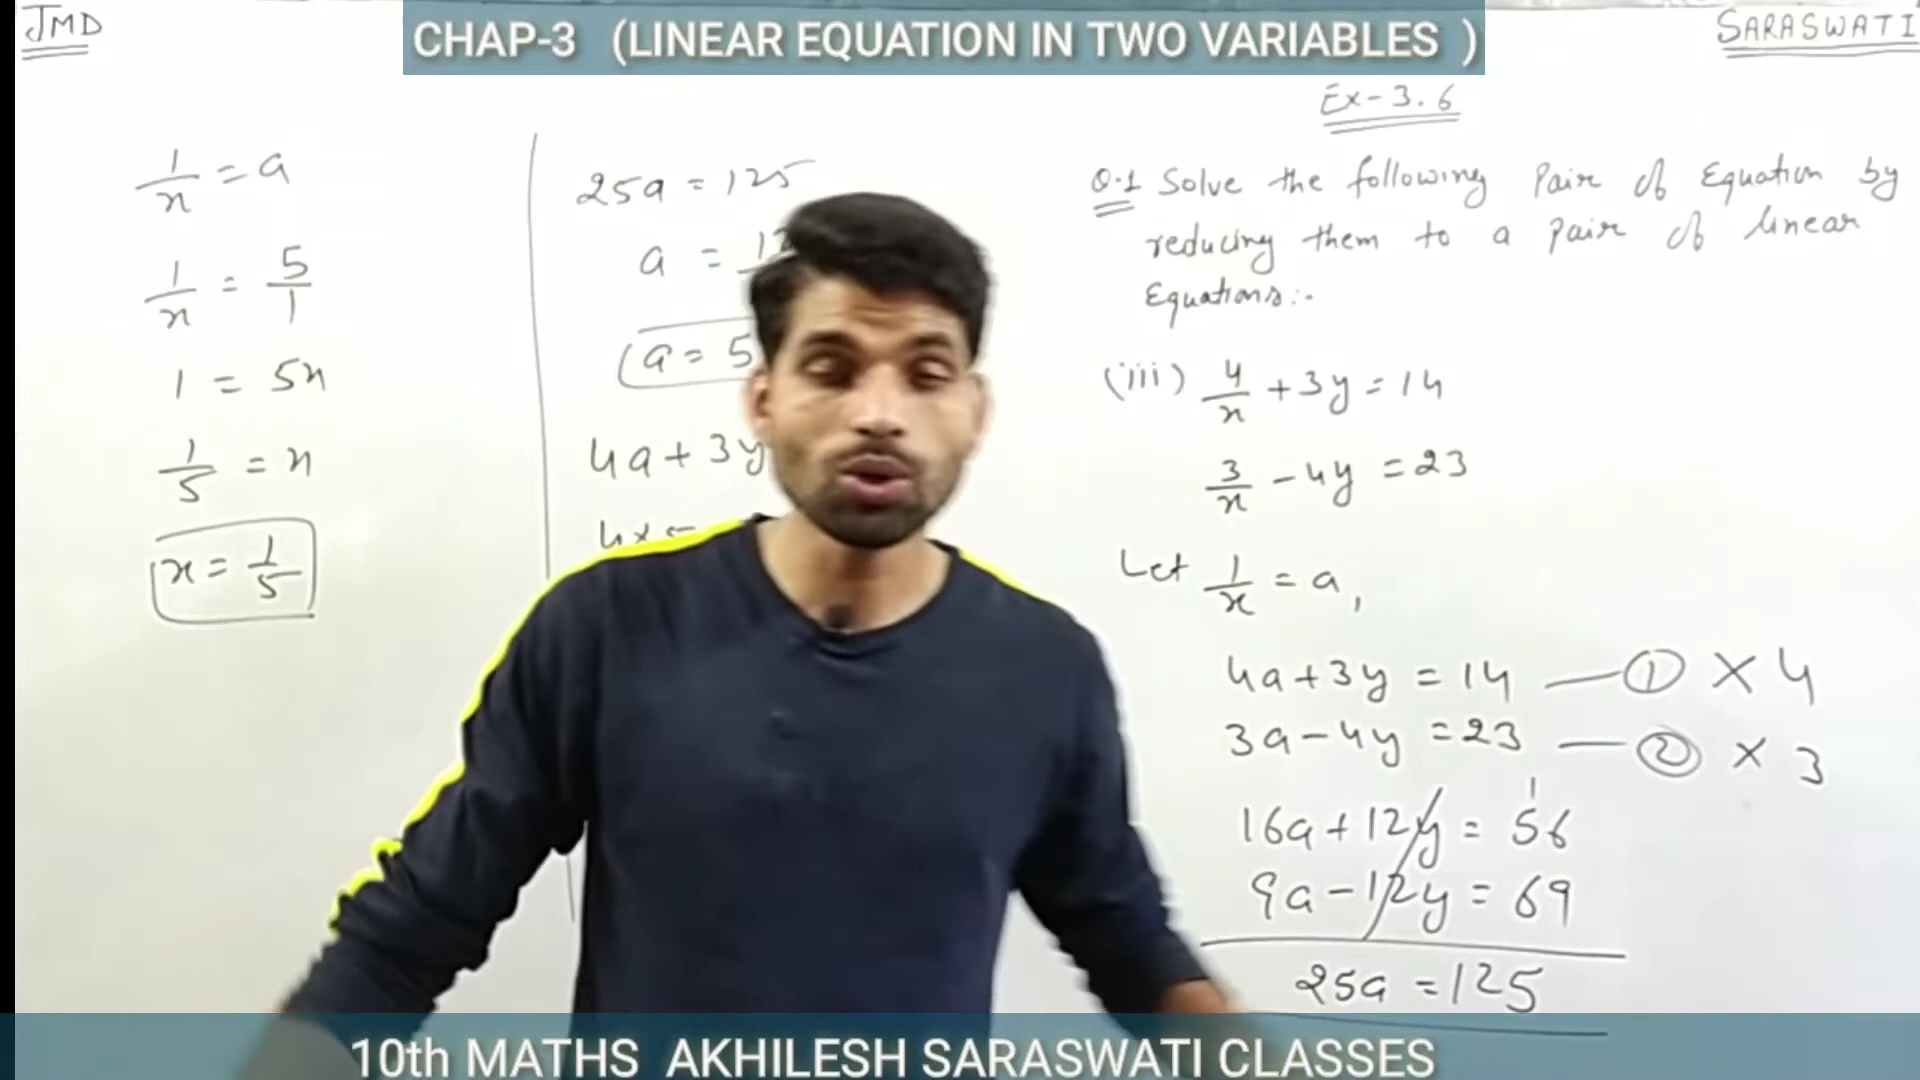 JMD
CHAP-3 (LINEAR EQUATION IN TWO VARIABLES )
SARASWATI
1/x = a
1/x = 5/1
1 = 5x
1/5 = x
x = 1/5
25a = 125
a =
a = 5
4a + 3y
Ex-3.6
Q.1 Solve the following Pair of Equation by
reducing them to a pair of linear
Equations:-
(iii) 4/x + 3y = 14
3/x - 4y = 23
Let 1/x = a,
4a + 3y = 14 — ① × 4
3a - 4y = 23 — ② × 3
1
16a + 12y = 56
9a - 12y = 69
25a = 125
10th MATHS AKHILESH SARASWATI CLASSES